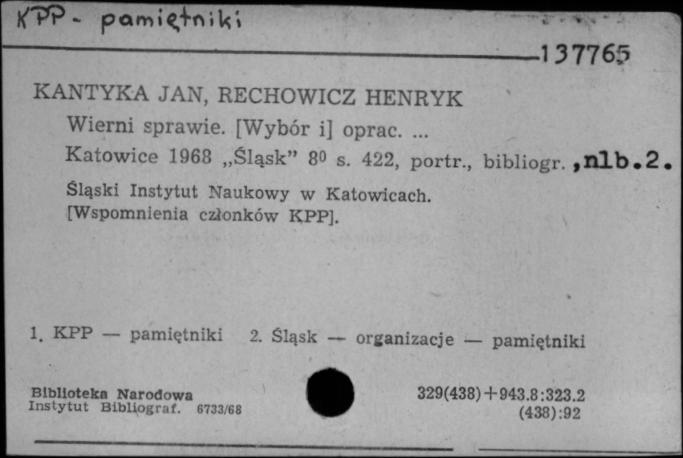 KPP - pamiętniki
137765
KANTYKA JAN, RECHOWICZ HENRYK
Wierni sprawie. [Wybór i] oprac. ...
Katowice 1968 „Śląsk” 8⁰ s. 422, portr., bibliogr. ,nlb.2.
Śląski Instytut Naukowy w Katowicach.
[Wspomnienia członków KPP].
1. KPP — pamiętniki 2. Śląsk — organizacje — pamiętniki
Biblioteka Narodowa
Instytut Bibliograf. 6733/68
329(438)+943.8:323.2
(438):92